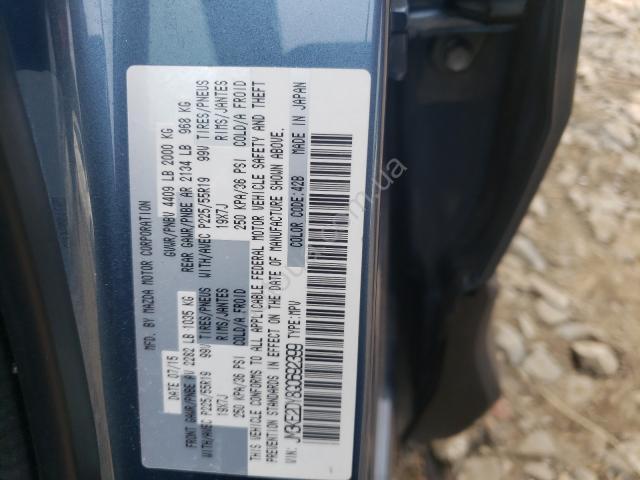 MFD. BY MAZDA MOTOR CORPORATION
DATE 07/15 GVWR/PNBV 4409 LB 2000 KG
FRONT GAWR/PNBE AV 2282 LB 1035 KG REAR GAWR/PNBE AR 2134 LB 968 KG
WITH/AVEC P225/55R19 99V TIRES/PNEUS WITH/AVEC P225/55R19 99V TIRES/PNEUS
19X7J RIMS/JANTES 19X7J RIMS/JANTES
250 KPA/36 PSI COLD/A FROID 250 KPA/36 PSI COLD/A FROID
THIS VEHICLE CONFORMS TO ALL APPLICABLE FEDERAL MOTOR VEHICLE SAFETY AND THEFT
PREVENTION STANDARDS IN EFFECT ON THE DATE OF MANUFACTURE SHOWN ABOVE.
VIN: JM3KE2DY8G0692399 TYPE:MPV COLOR CODE:42B MADE IN JAPAN